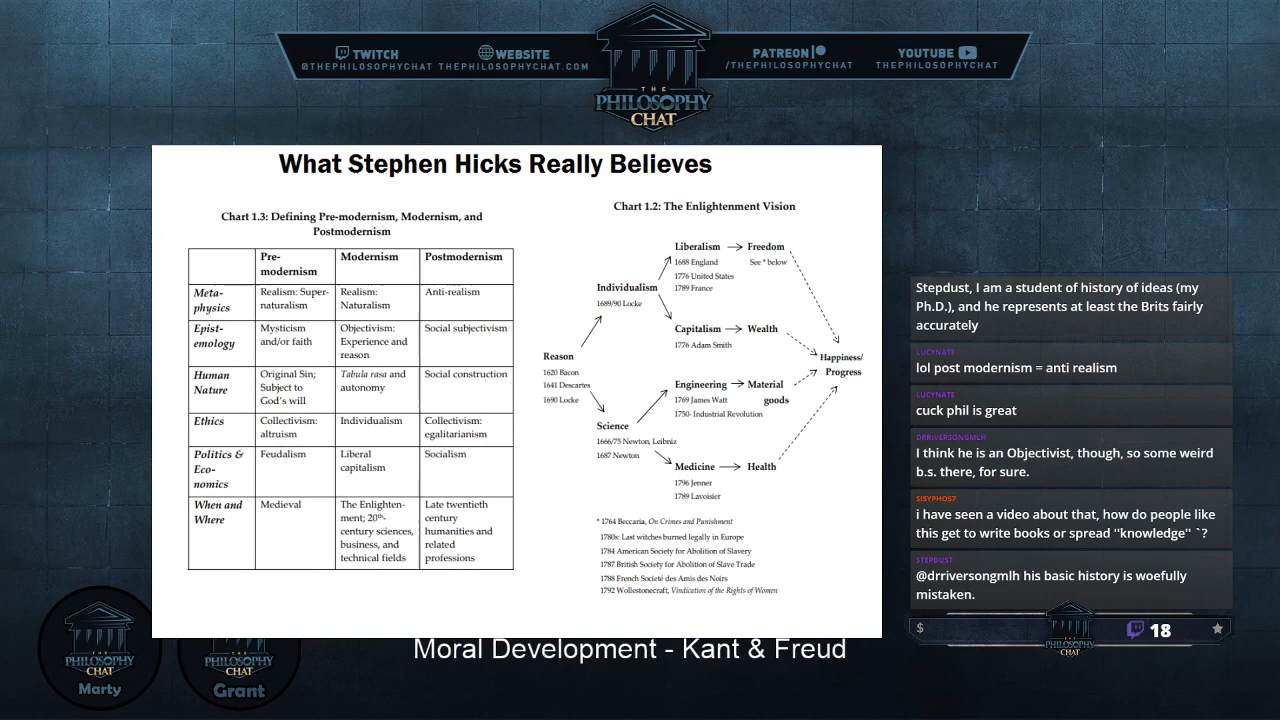 TWITCH
@THEPHILOSOPHYCHAT
WEBSITE
THEPHILOSOPHYCHAT.COM
THE
PHILOSOPHY
CHAT
PATREON
/THEPHILOSOPHYCHAT
YOUTUBE
THEPHILOSOPHYCHAT
What Stephen Hicks Really Believes
Chart 1.3: Defining Pre-modernism, Modernism, and
Postmodernism
Pre-
modernism
Modernism
Postmodernism
Meta-
physics
Realism: Super-
naturalism
Realism:
Naturalism
Anti-realism
Epist-
emology
Mysticism
and/or faith
Objectivism:
Experience and
reason
Social subjectivism
Human
Nature
Original Sin;
Subject to
God's will
Tabula rasa and
autonomy
Social construction
Ethics
Collectivism:
altruism
Individualism
Collectivism:
egalitarianism
Politics &
Eco-
nomics
Feudalism
Liberal
capitalism
Socialism
When and
Where
Medieval
The Enlighten-
ment; 20th-
century sciences,
business, and
technical fields
Late twentieth
century
humanities and
related
professions
Chart 1.2: The Enlightenment Vision
Liberalism
1688 England
1776 United States
1789 France
Freedom
See * below
Individualism
1689/90 Locke
Capitalism
1776 Adam Smith
Wealth
Reason
1620 Bacon
1641 Descartes
1690 Locke
Happiness/
Progress
Engineering
1769 James Watt
1750- Industrial Revolution
Material
goods
Science
1666/75 Newton, Leibniz
1687 Newton
Medicine
1796 Jenner
1789 Lavoisier
Health
* 1764 Beccaria, On Crimes and Punishment
1780s: Last witches burned legally in Europe
1784 American Society for Abolition of Slavery
1787 British Society for Abolition of Slave Trade
1788 French Societé des Amis des Noirs
1792 Wollestonecraft, Vindication of the Rights of Women
Stepdust, I am a student of history of ideas (my
Ph.D.), and he represents at least the Brits fairly
accurately
LUCYNATE
lol post modernism = anti realism
LUCYNATE
cuck phil is great
DRRIVERSONGMLH
I think he is an Objectivist, though, so some weird
b.s. there, for sure.
SISYPHOS7
i have seen a video about that, how do people like
this get to write books or spread "knowledge" `?
STEPDUST
@drriversongmlh his basic history is woefully
mistaken.
$
THE
PHILOSOPHY
CHAT
18
THE
PHILOSOPHY
CHAT
Marty
THE
PHILOSOPHY
CHAT
Grant
Moral Development - Kant & Freud